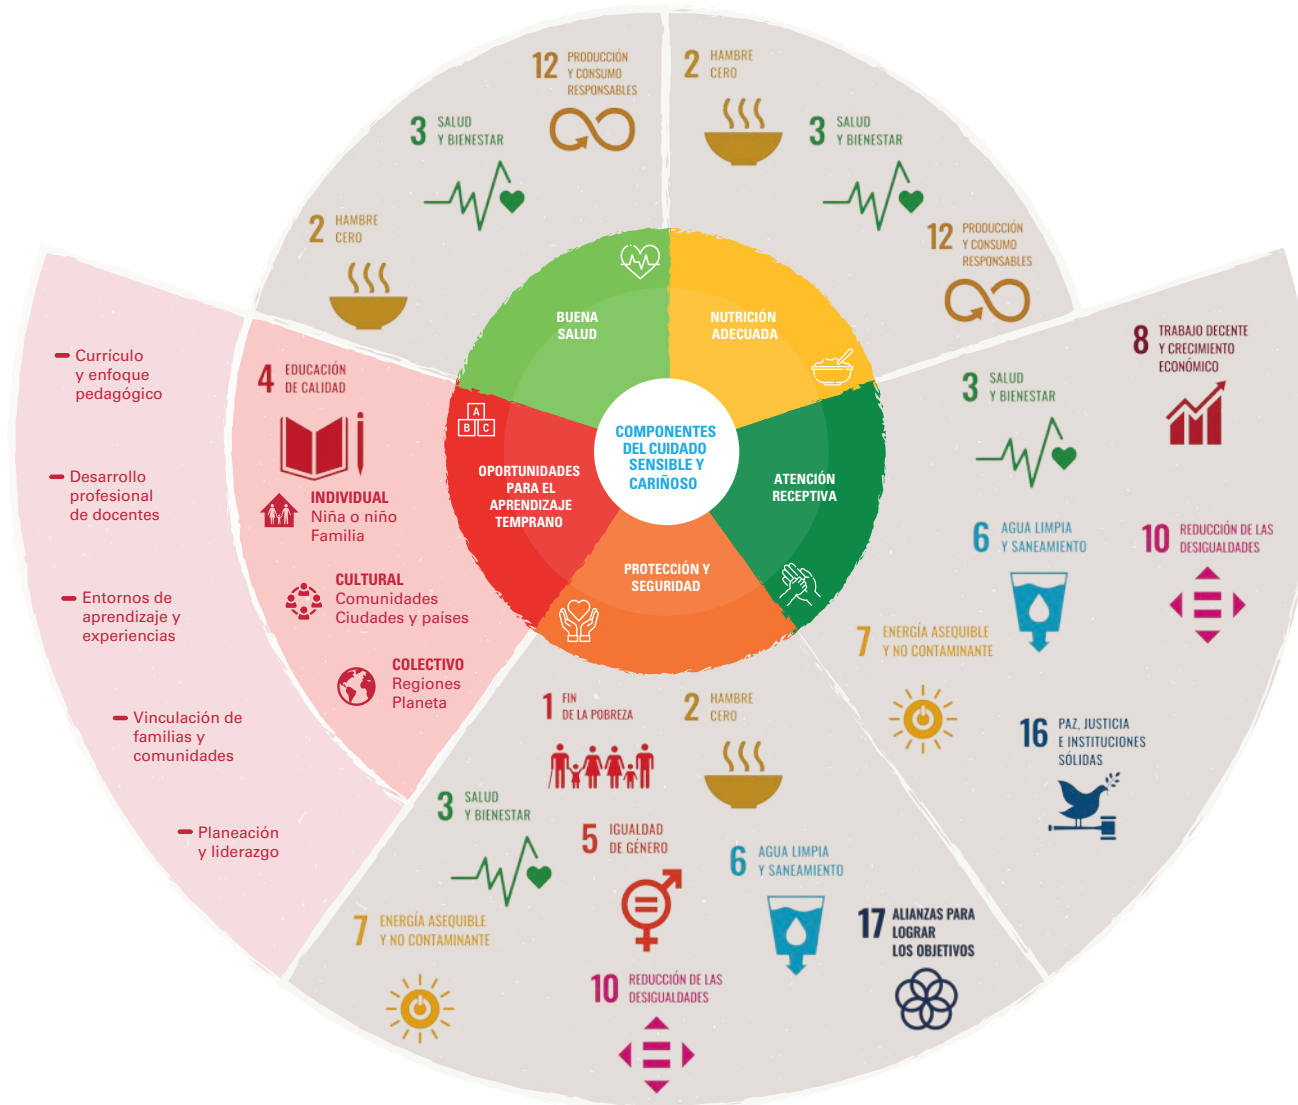 12 PRODUCCIÓN
Y CONSUMO
RESPONSABLES
3 SALUD
Y BIENESTAR
2 HAMBRE
CERO
2 HAMBRE
CERO
3 SALUD
Y BIENESTAR
12 PRODUCCIÓN
Y CONSUMO
RESPONSABLES
BUENA
SALUD
NUTRICIÓN
ADECUADA
COMPONENTES
DEL CUIDADO
SENSIBLE Y
CARIÑOSO
A
B C
OPORTUNIDADES
PARA EL
APRENDIZAJE
TEMPRANO
ATENCIÓN
RECEPTIVA
PROTECCIÓN Y
SEGURIDAD
Currículo
y enfoque
pedagógico
Desarrollo
profesional
de docentes
Entornos de
aprendizaje y
experiencias
Vinculación de
familias y
comunidades
Planeación
y liderazgo
4 EDUCACIÓN
DE CALIDAD
INDIVIDUAL
Niña o niño
Familia
CULTURAL
Comunidades
Ciudades y países
COLECTIVO
Regiones
Planeta
8 TRABAJO DECENTE
Y CRECIMIENTO
ECONÓMICO
3 SALUD
Y BIENESTAR
6 AGUA LIMPIA
Y SANEAMIENTO
10 REDUCCIÓN DE LAS
DESIGUALDADES
7 ENERGÍA ASEQUIBLE
Y NO CONTAMINANTE
16 PAZ, JUSTICIA
E INSTITUCIONES
SÓLIDAS
1 FIN
DE LA POBREZA
2 HAMBRE
CERO
3 SALUD
Y BIENESTAR
5 IGUALDAD
DE GÉNERO
6 AGUA LIMPIA
Y SANEAMIENTO
7 ENERGÍA ASEQUIBLE
Y NO CONTAMINANTE
17 ALIANZAS PARA
LOGRAR
LOS OBJETIVOS
10 REDUCCIÓN DE LAS
DESIGUALDADES